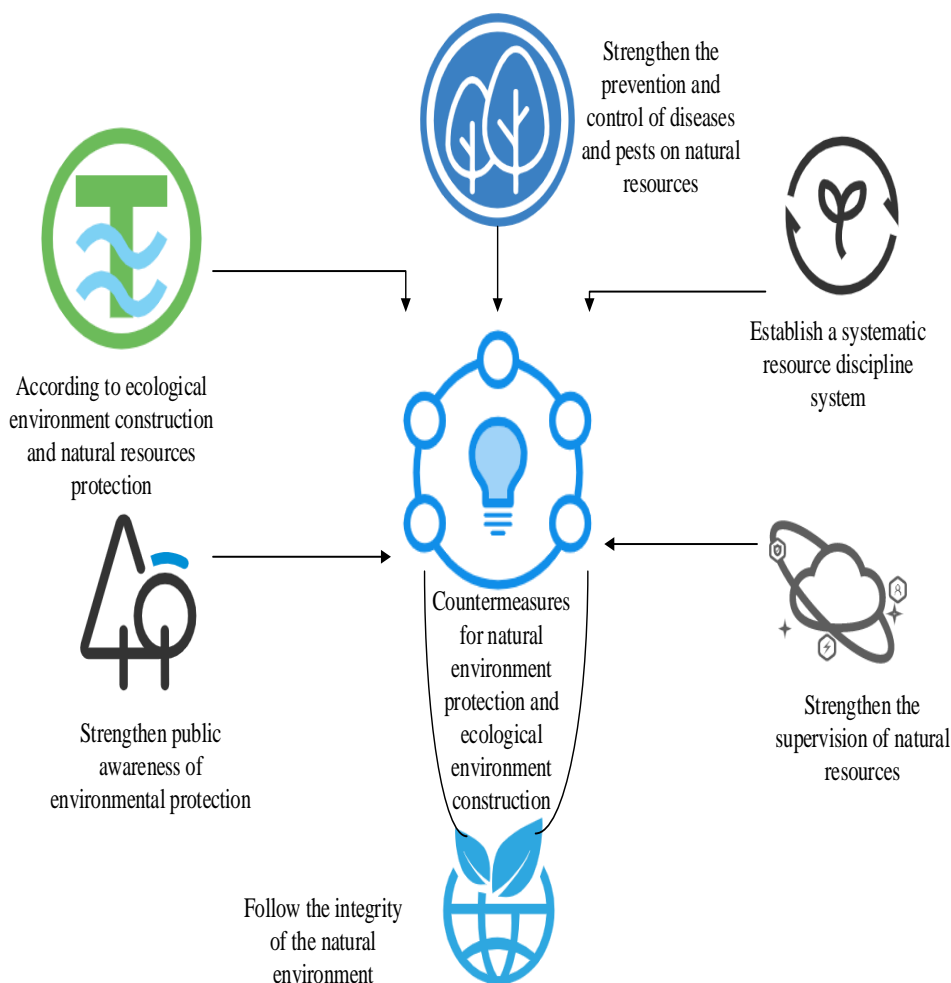 Strengthen the
prevention and
control of diseases
and pests on natural
resources
According to ecological
environment construction
and natural resources
protection
Establish a systematic
resource discipline
system
Countermeasures
for natural
environment
protection and
ecological
environment
construction
Strengthen public
awareness of
environmental protection
Strengthen the
supervision of natural
resources
Follow the integrity
of the natural
environment